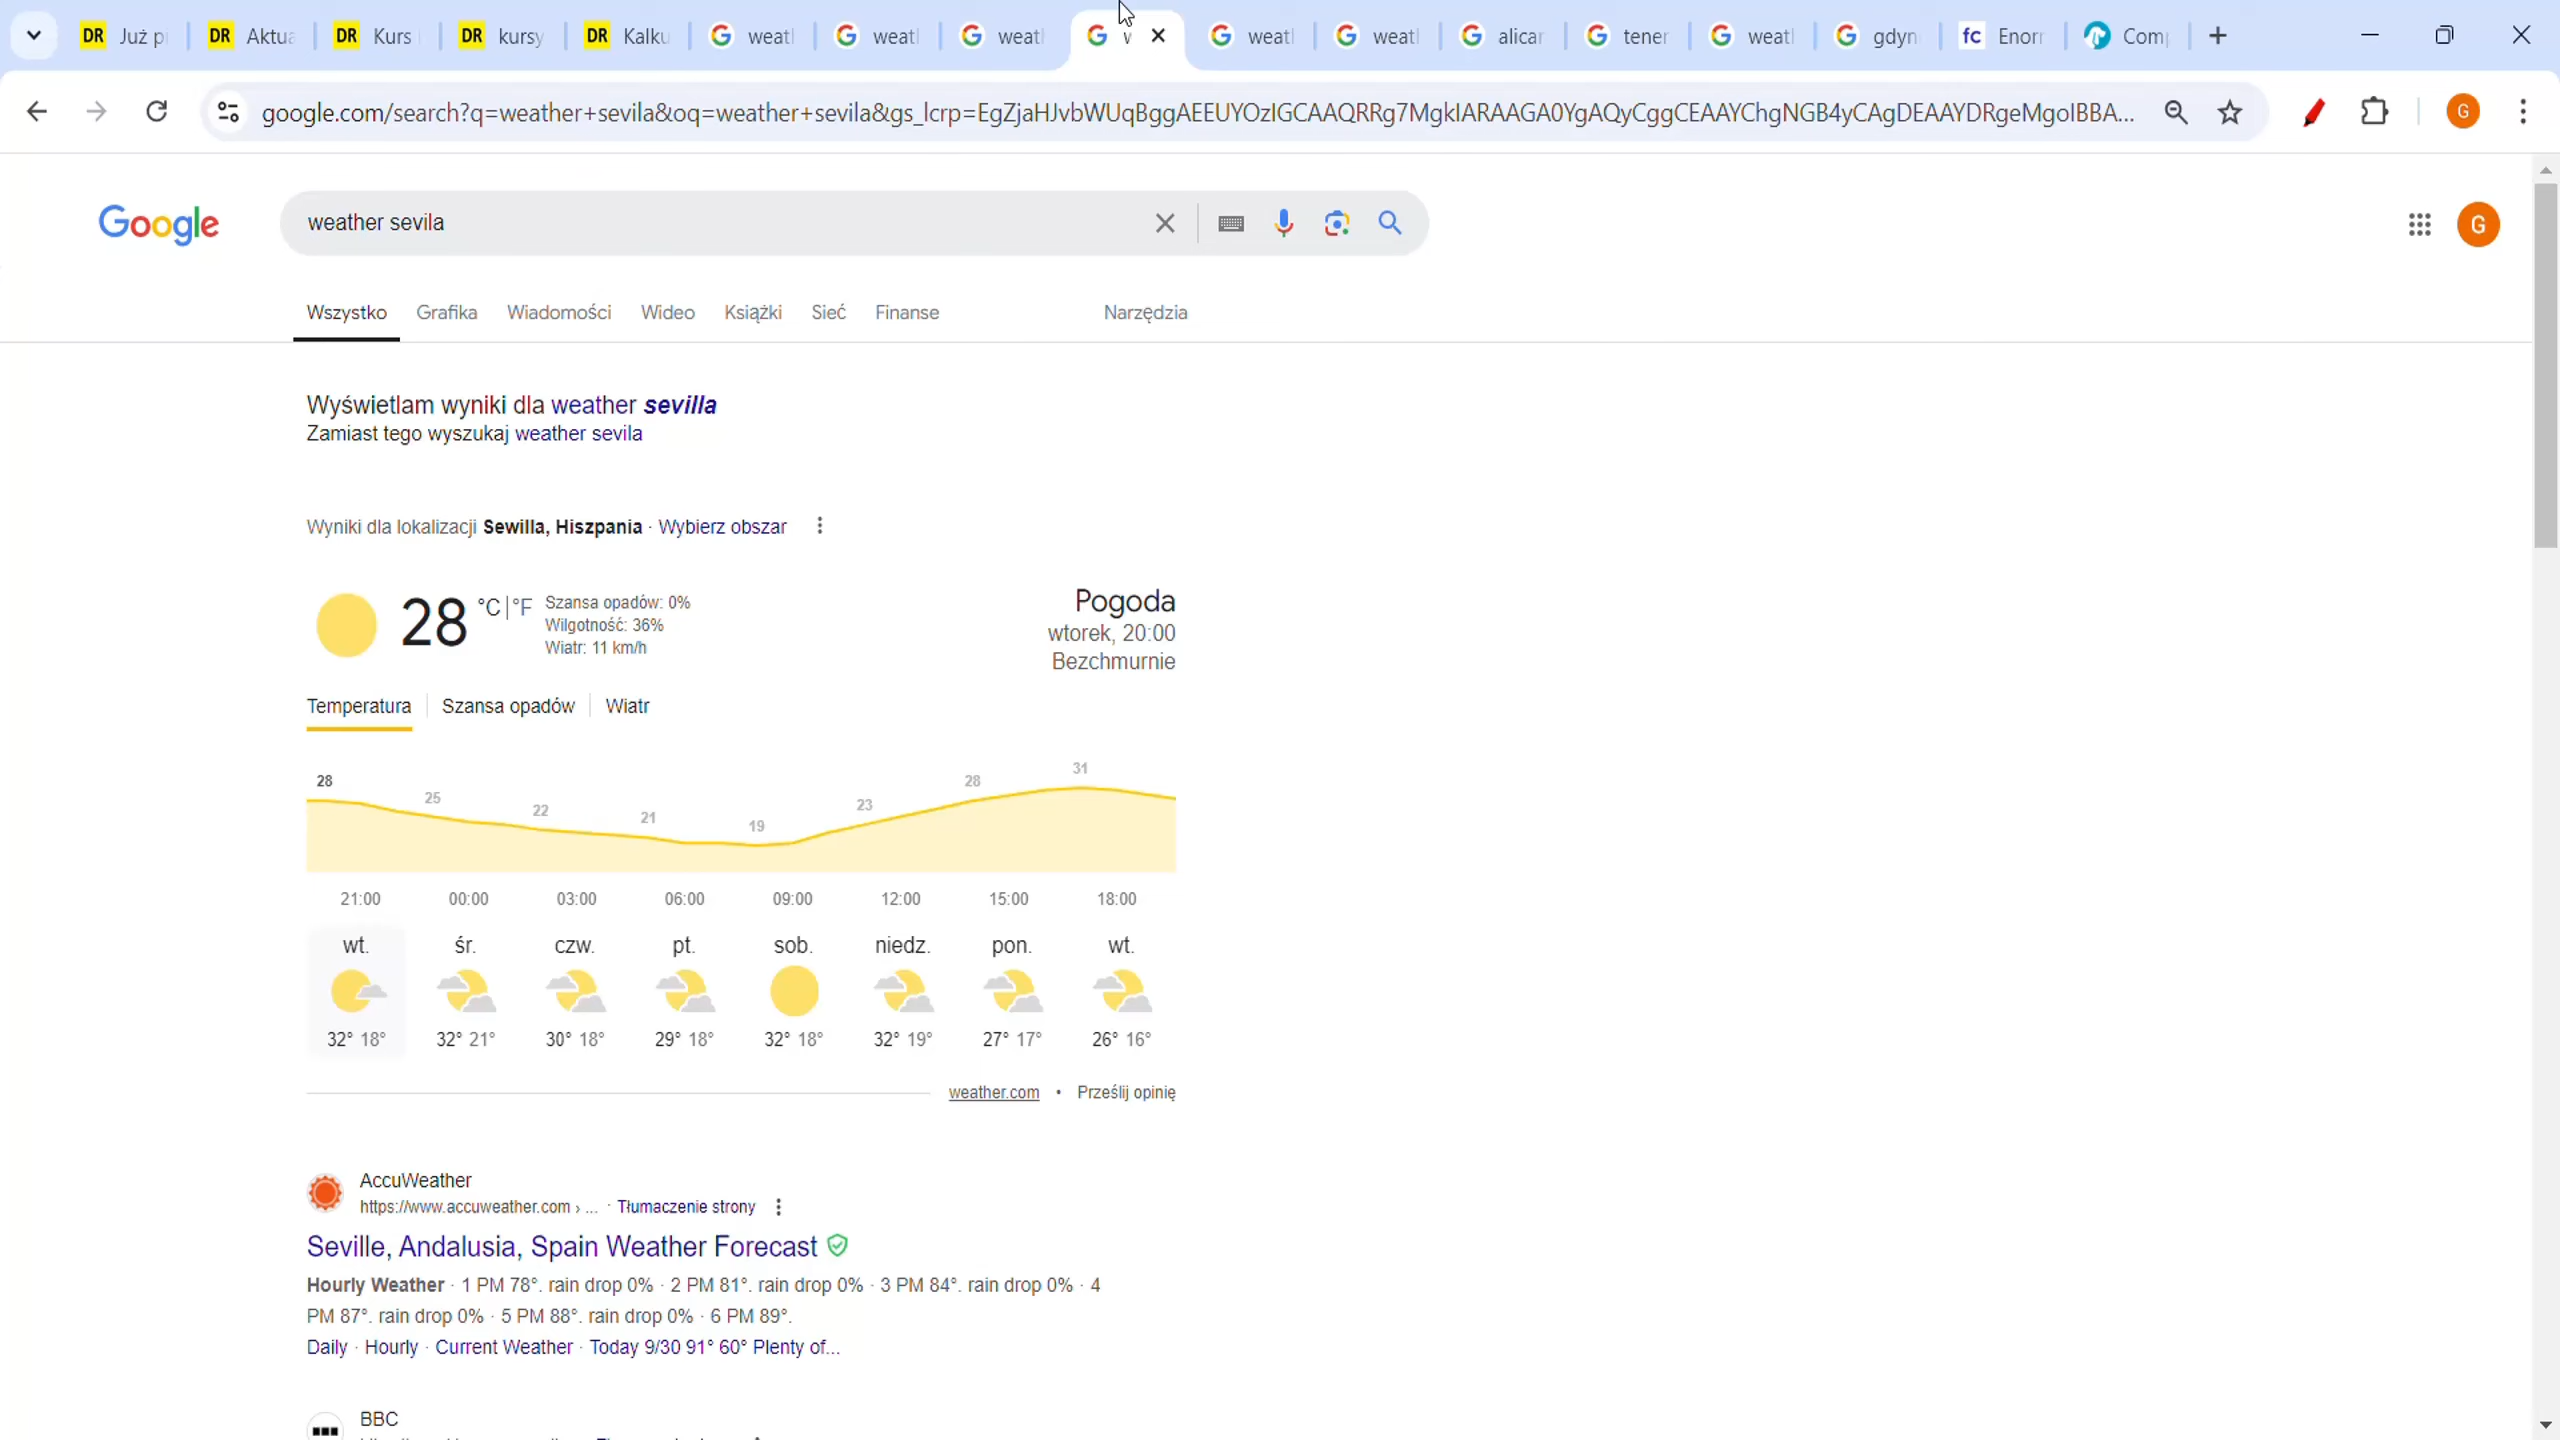 DR Już p DR Aktua DR Kurs DR kursy DR Kalku weatl weatl weatl weatl weatl alicar tener weatl gdyn fc Enorm Comp
google.com/search?q=weather+sevila&oq=weather+sevila&gs_lcrp=EgZjaHJvbWUqBggAEEUYOzIGCAAQRRg7MgkIARAAGA0YgAQyCggCEAAYChgNGB4yCAgDEAAYDRgeMgoIBBA... G
Google weather sevila G
Wszystko Grafika Wiadomości Wideo Książki Sieć Finanse Narzędzia
Wyświetlam wyniki dla weather sevilla
Zamiast tego wyszukaj weather sevila
Wyniki dla lokalizacji Sewilla, Hiszpania · Wybierz obszar
28 °C | °F
Szansa opadów: 0%
Wilgotność: 36%
Wiatr: 11 km/h
Pogoda
wtorek, 20:00
Bezchmurnie
Temperatura Szansa opadów Wiatr
28 25 22 21 19 23 28 31
21:00 00:00 03:00 06:00 09:00 12:00 15:00 18:00
wt. śr. czw. pt. sob. niedz. pon. wt.
32° 18° 32° 21° 30° 18° 29° 18° 32° 18° 32° 19° 27° 17° 26° 16°
weather.com • Prześlij opinię
AccuWeather
https://www.accuweather.com › ... · Tłumaczenie strony
Seville, Andalusia, Spain Weather Forecast
Hourly Weather · 1 PM 78°. rain drop 0% · 2 PM 81°. rain drop 0% · 3 PM 84°. rain drop 0% · 4
PM 87°. rain drop 0% · 5 PM 88°. rain drop 0% · 6 PM 89°.
Daily · Hourly · Current Weather · Today 9/30 91° 60° Plenty of...
BBC